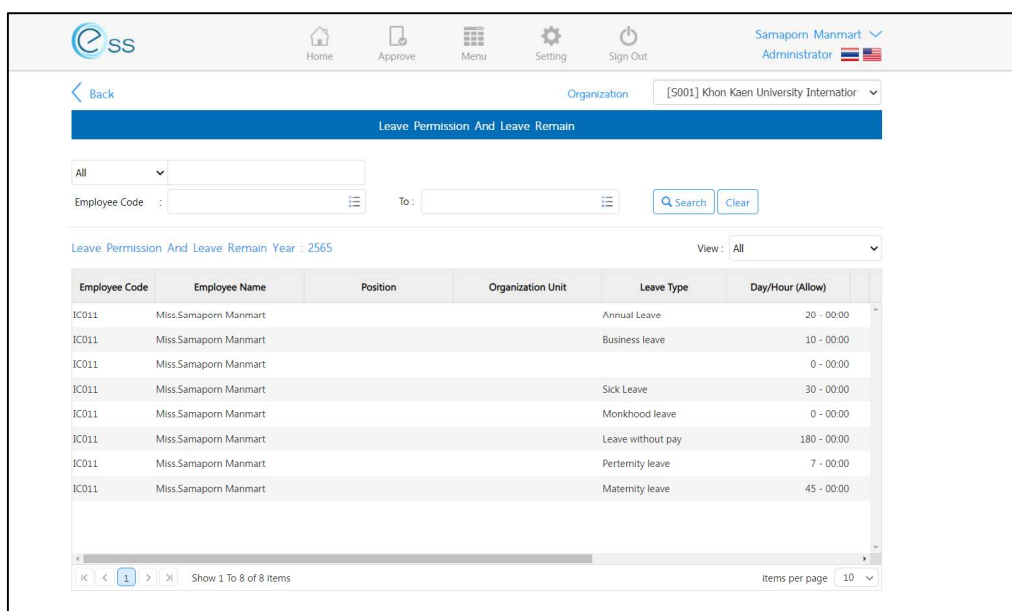 ess
Home Approve Menu Setting Sign Out
Samaporn Manmart
Administrator
Back
Organization [S001] Khon Kaen University Internatior
Leave Permission And Leave Remain
All
Employee Code : To : Search Clear
Leave Permission And Leave Remain Year : 2565 View : All
Employee Code Employee Name Position Organization Unit Leave Type Day/Hour (Allow)
IC011 Miss.Samaporn Manmart Annual Leave 20 - 00:00
IC011 Miss.Samaporn Manmart Business leave 10 - 00:00
IC011 Miss.Samaporn Manmart 0 - 00:00
IC011 Miss.Samaporn Manmart Sick Leave 30 - 00:00
IC011 Miss.Samaporn Manmart Monkhood leave 0 - 00:00
IC011 Miss.Samaporn Manmart Leave without pay 180 - 00:00
IC011 Miss.Samaporn Manmart Perternity leave 7 - 00:00
IC011 Miss.Samaporn Manmart Maternity leave 45 - 00:00
1 Show 1 To 8 of 8 items items per page 10